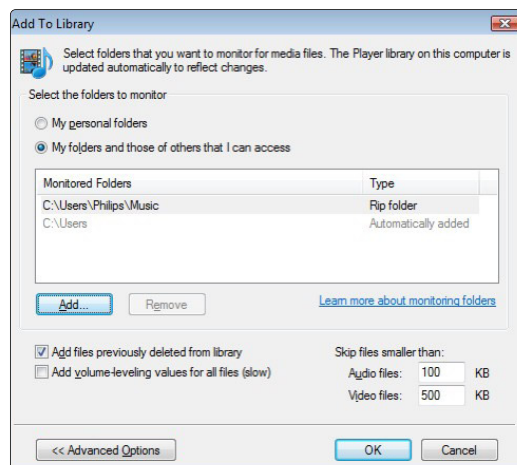 Add To Library
Select folders that you want to monitor for media files. The Player library on this computer is
updated automatically to reflect changes.
Select the folders to monitor
My personal folders
My folders and those of others that I can access
Monitored Folders Type
C:\Users\Philips\Music Rip folder
C:\Users Automatically added
Add... Remove Learn more about monitoring folders
Add files previously deleted from library Skip files smaller than:
Add volume-leveling values for all files (slow) Audio files: 100 KB
Video files: 500 KB
<< Advanced Options OK Cancel